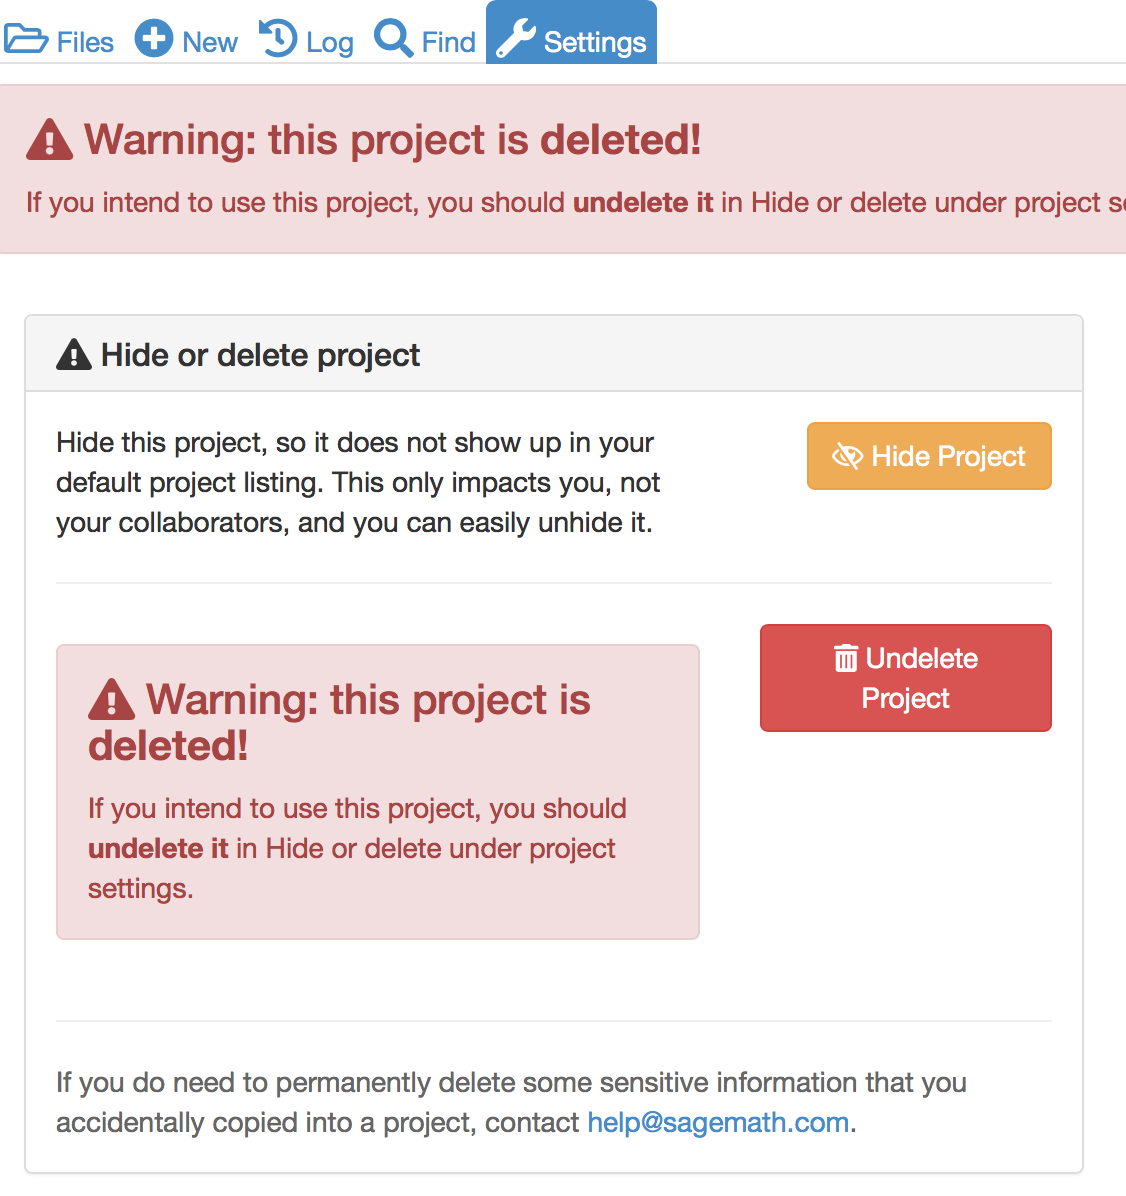 Files New Log Find Settings
Warning: this project is deleted!
If you intend to use this project, you should undelete it in Hide or delete under project
Hide or delete project
Hide this project, so it does not show up in your
default project listing. This only impacts you, not
your collaborators, and you can easily unhide it.
Hide Project
Warning: this project is
deleted!
If you intend to use this project, you should
undelete it in Hide or delete under project
settings.
Undelete
Project
If you do need to permanently delete some sensitive information that you
accidentally copied into a project, contact help@sagemath.com.